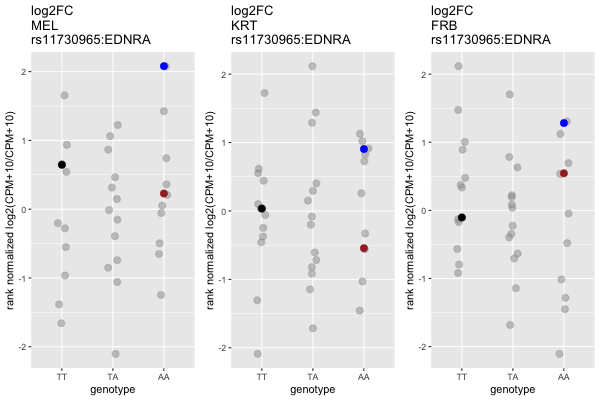 log2FC
MEL
rs11730965:EDNRA
rank normalized log2(CPM+10/CPM+10)
2
1
0
-1
-2
TT
TA
AA
genotype
log2FC
KRT
rs11730965:EDNRA
rank normalized log2(CPM+10/CPM+10)
2
1
0
-1
-2
TT
TA
AA
genotype
log2FC
FRB
rs11730965:EDNRA
rank normalized log2(CPM+10/CPM+10)
2
1
0
-1
-2
TT
TA
AA
genotype